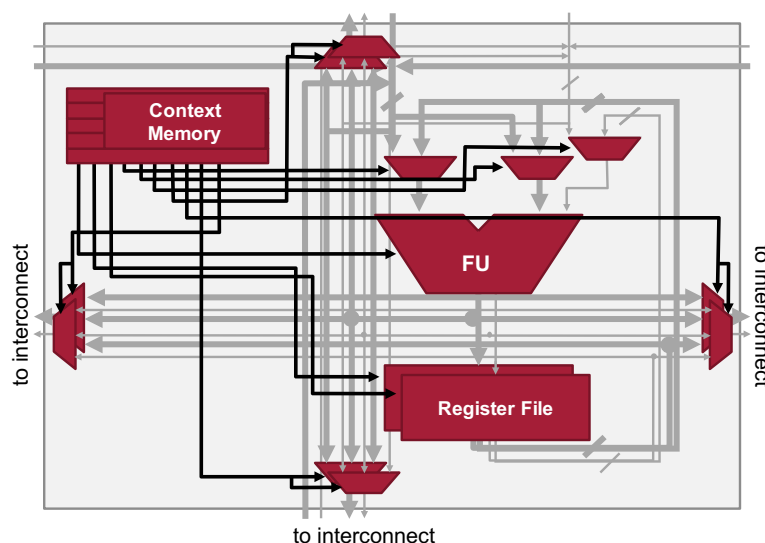 Context
Memory
FU
to interconnect
to interconnect
Register File
to interconnect